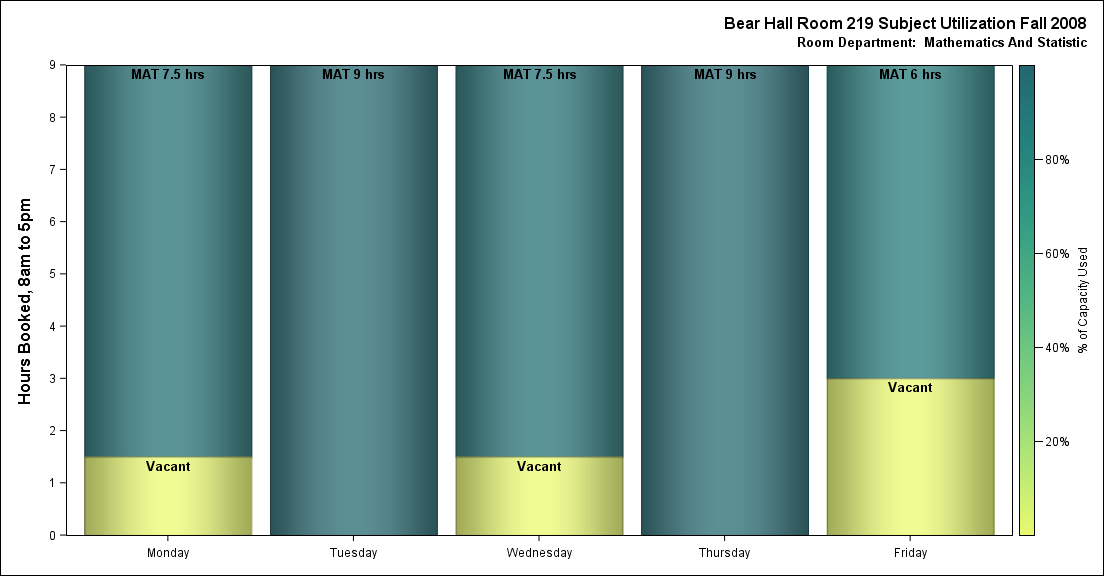 Bear Hall Room 219 Subject Utilization Fall 2008
Room Department:  Mathematics And Statistic
Hours Booked, 8am to 5pm
9
8
7
6
5
4
3
2
1
0
MAT 7.5 hrs
MAT 9 hrs
MAT 7.5 hrs
MAT 9 hrs
MAT 6 hrs
Vacant
Vacant
Vacant
Monday
Tuesday
Wednesday
Thursday
Friday
80%
60%
40%
20%
% of Capacity Used